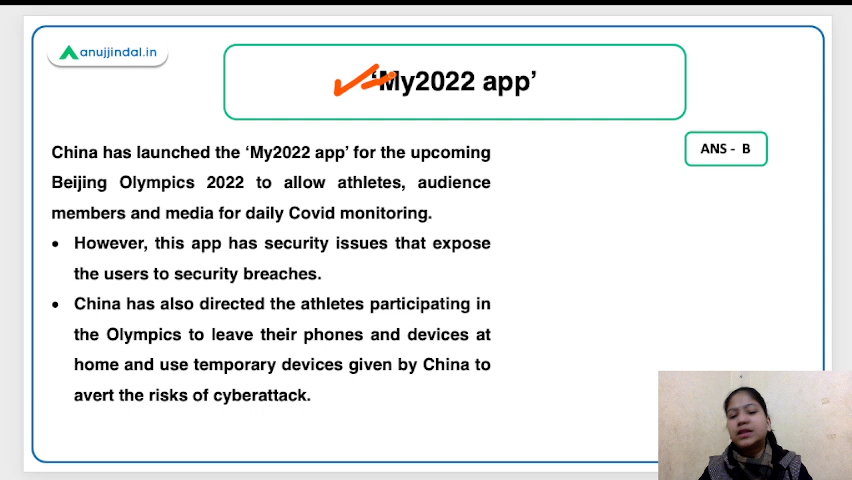 anujjindal.in
‘My2022 app’
ANS - B
China has launched the ‘My2022 app’ for the upcoming
Beijing Olympics 2022 to allow athletes, audience
members and media for daily Covid monitoring.
• However, this app has security issues that expose
the users to security breaches.
• China has also directed the athletes participating in
the Olympics to leave their phones and devices at
home and use temporary devices given by China to
avert the risks of cyberattack.